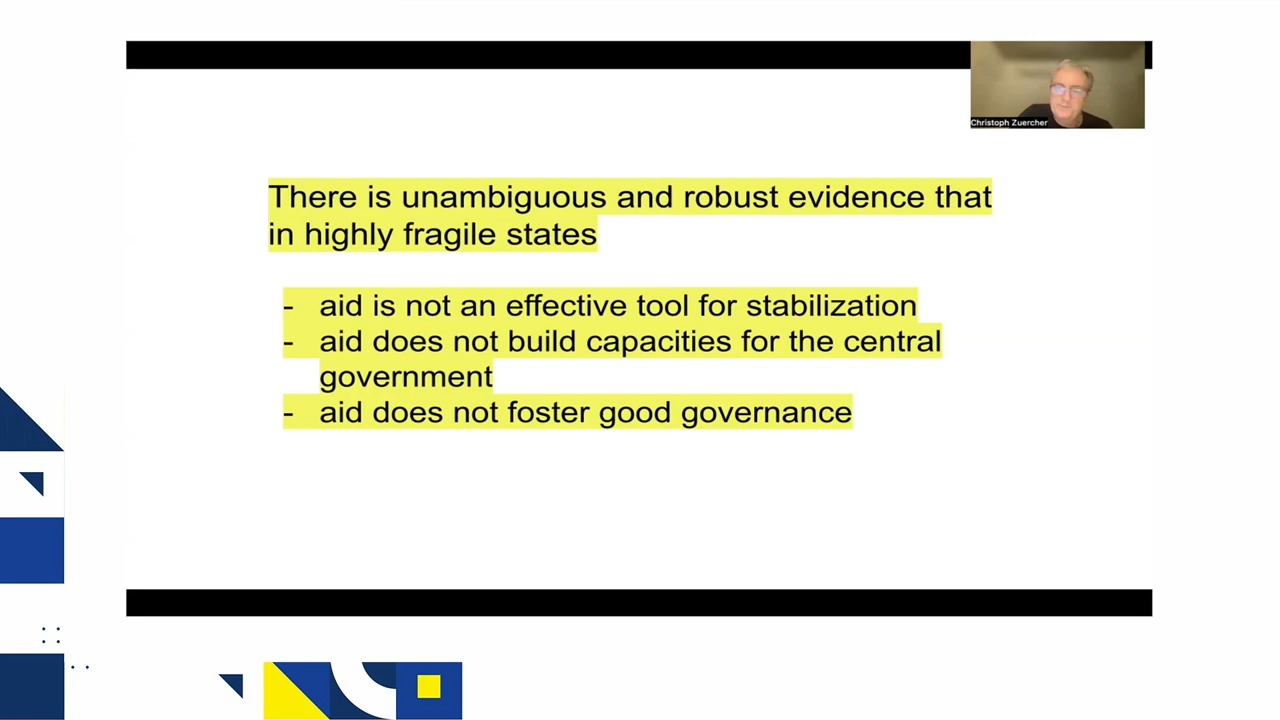 Christoph Zuercher
There is unambiguous and robust evidence that
in highly fragile states
- aid is not an effective tool for stabilization
- aid does not build capacities for the central
government
- aid does not foster good governance